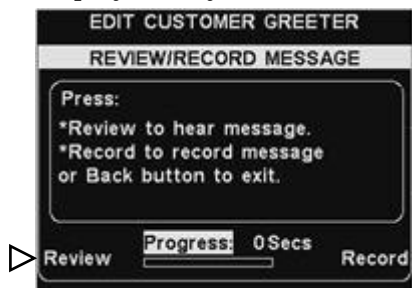 EDIT CUSTOMER GREETER
REVIEW/RECORD MESSAGE
Press:
*Review to hear message.
*Record to record message
or Back button to exit.
Progress: 0Secs
Review Record